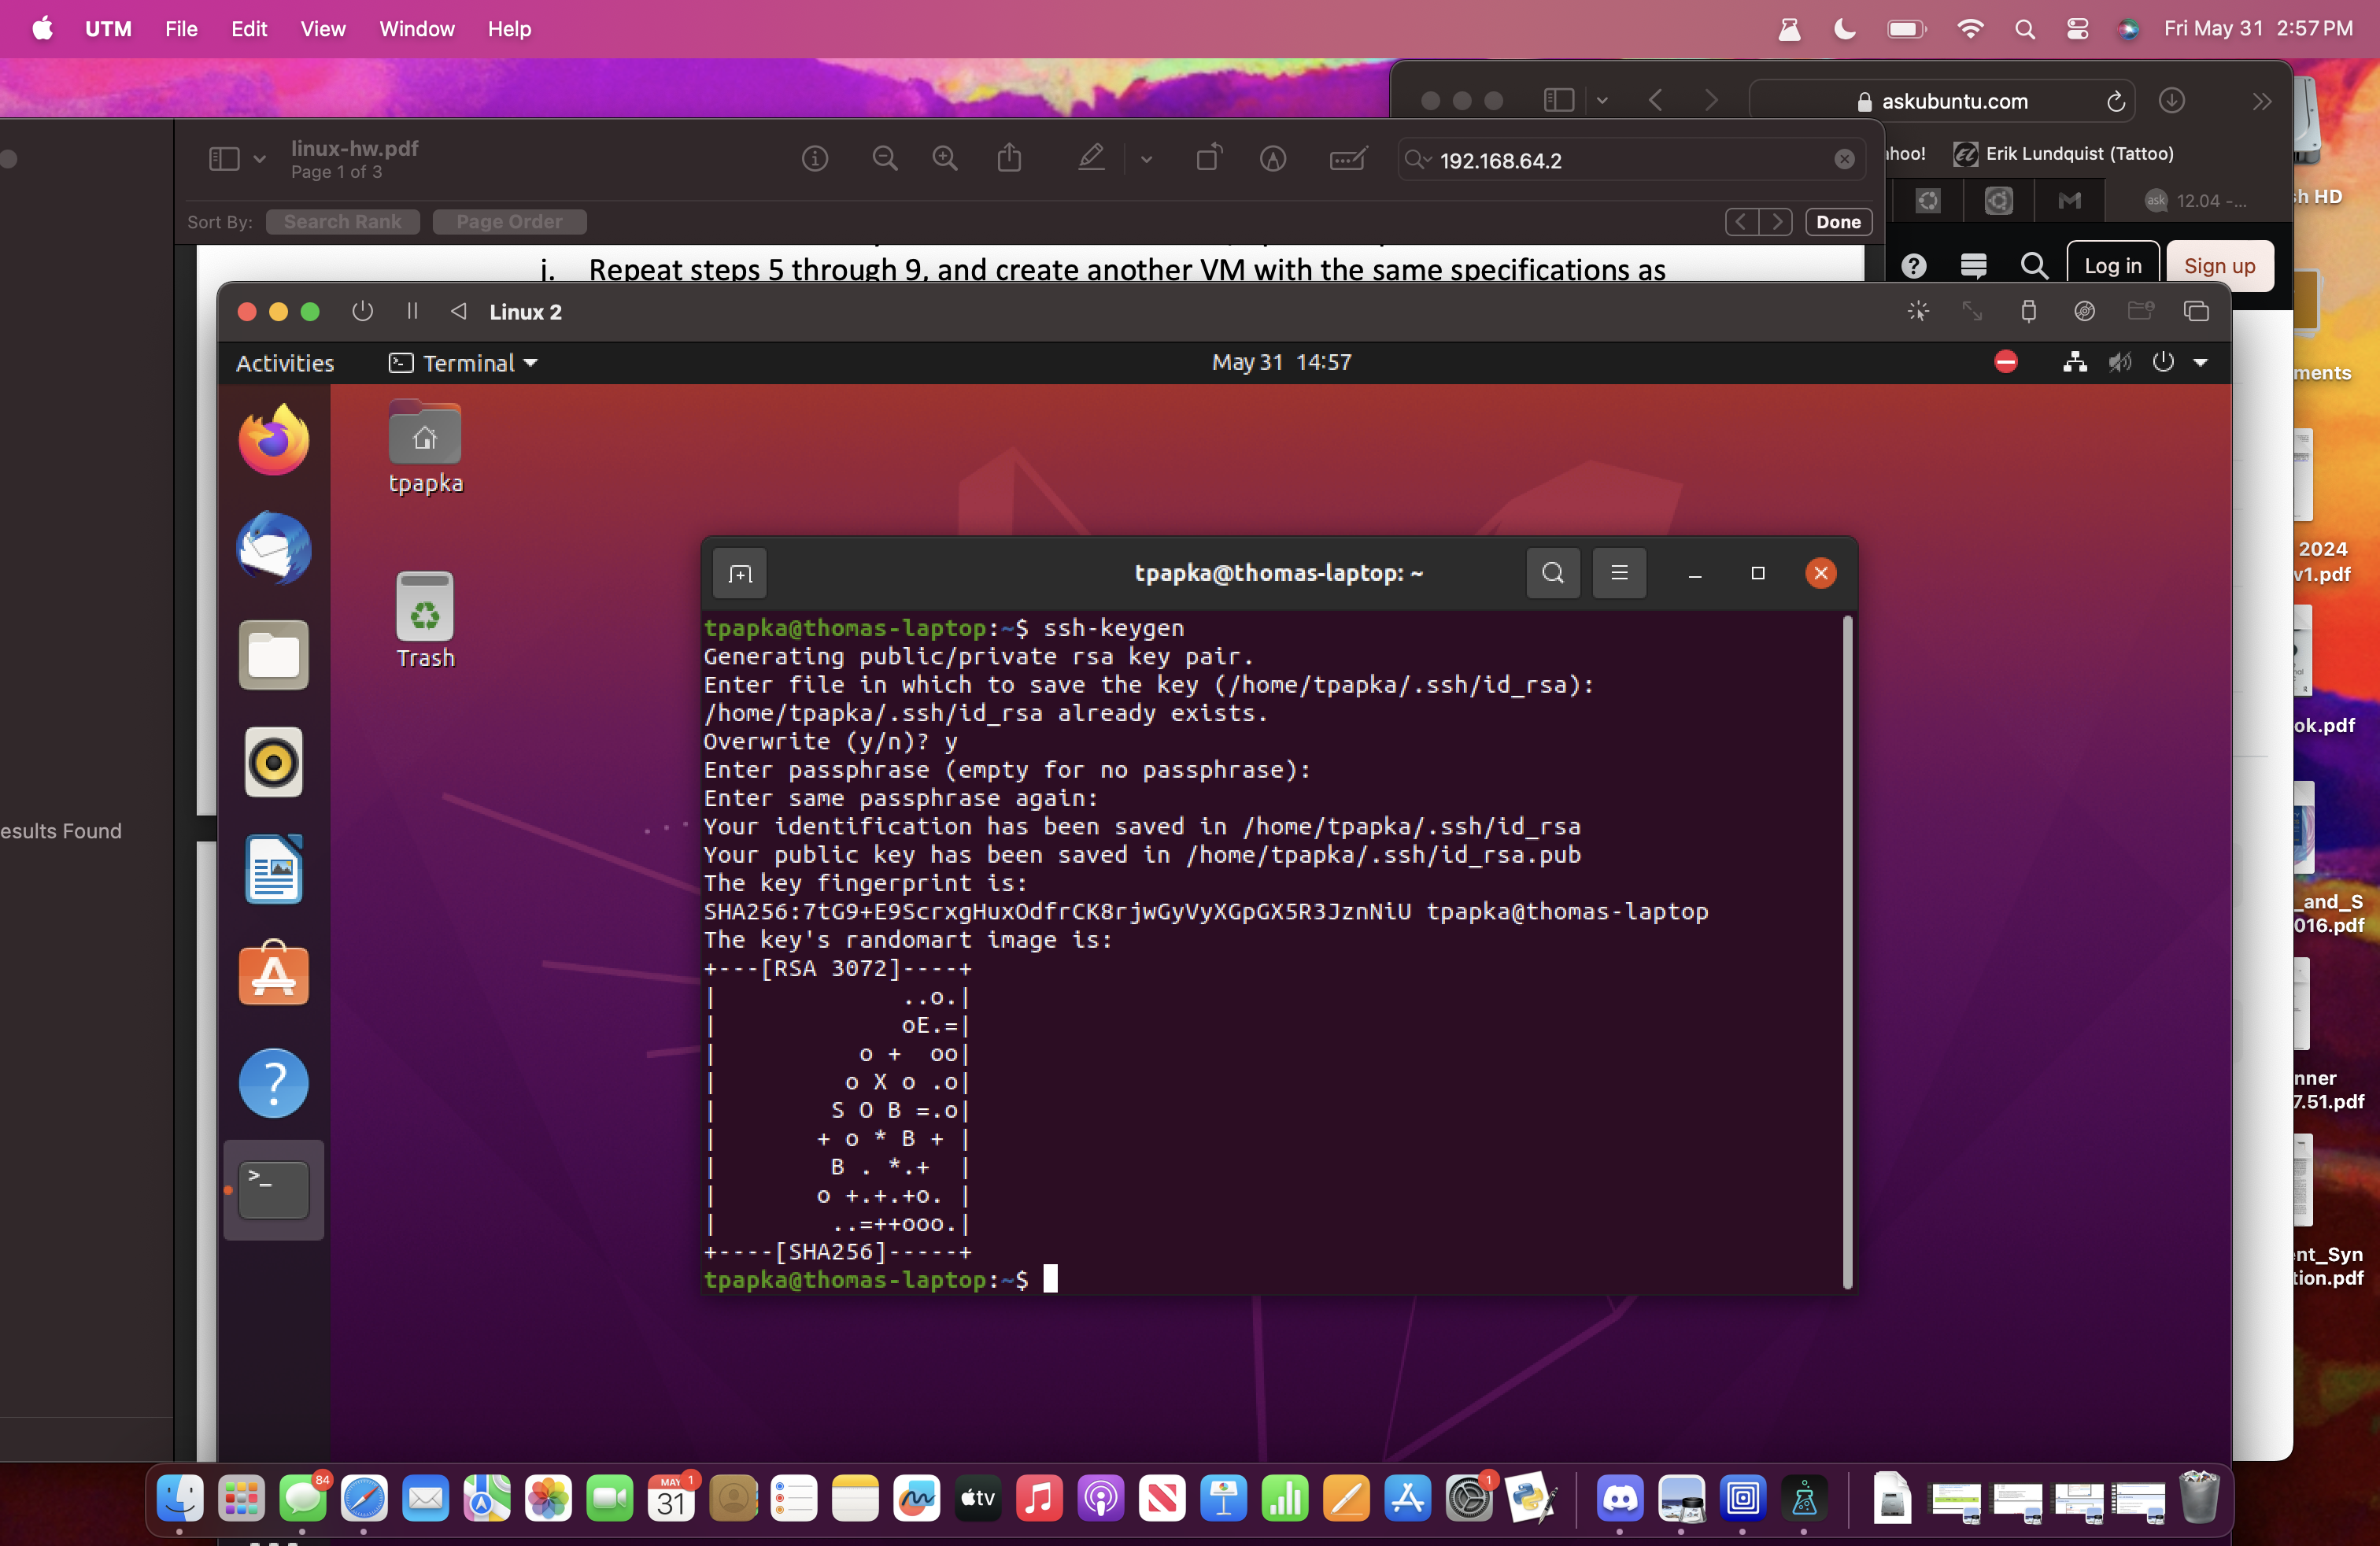 UTM File Edit View Window Help Fri May 31 2:57 PM
askubuntu.com
linux-hw.pdf
Page 1 of 3
192.168.64.2
hoo! Erik Lundquist (Tattoo)
12.04 -...
ask
h HD
Sort By: Search Rank Page Order Done
i. Repeat steps 5 through 9, and create another VM with the same specifications as
Log in Sign up
Linux 2
Activities Terminal May 31 14:57
ments
tpapka
Trash
2024
v1.pdf
ok.pdf
esults Found
_and_S
016.pdf
nner
7.51.pdf
nt_Syn
tion.pdf
tpapka@thomas-laptop: ~
tpapka@thomas-laptop:~$ ssh-keygen
Generating public/private rsa key pair.
Enter file in which to save the key (/home/tpapka/.ssh/id_rsa):
/home/tpapka/.ssh/id_rsa already exists.
Overwrite (y/n)? y
Enter passphrase (empty for no passphrase):
Enter same passphrase again:
Your identification has been saved in /home/tpapka/.ssh/id_rsa
Your public key has been saved in /home/tpapka/.ssh/id_rsa.pub
The key fingerprint is:
SHA256:7tG9+E9ScrxgHuxOdfrCK8rjwGyVyXGpGX5R3JznNiU tpapka@thomas-laptop
The key's randomart image is:
+---[RSA 3072]----+
|             ..o.|
|             oE.=|
|          o +  oo|
|         o X o .o|
|        S O B =.o|
|       + o * B + |
|        B . *.+  |
|       o +.+.+o. |
|        ..=++ooo.|
+----[SHA256]-----+
tpapka@thomas-laptop:~$
84
MAY 1
31
tv
1